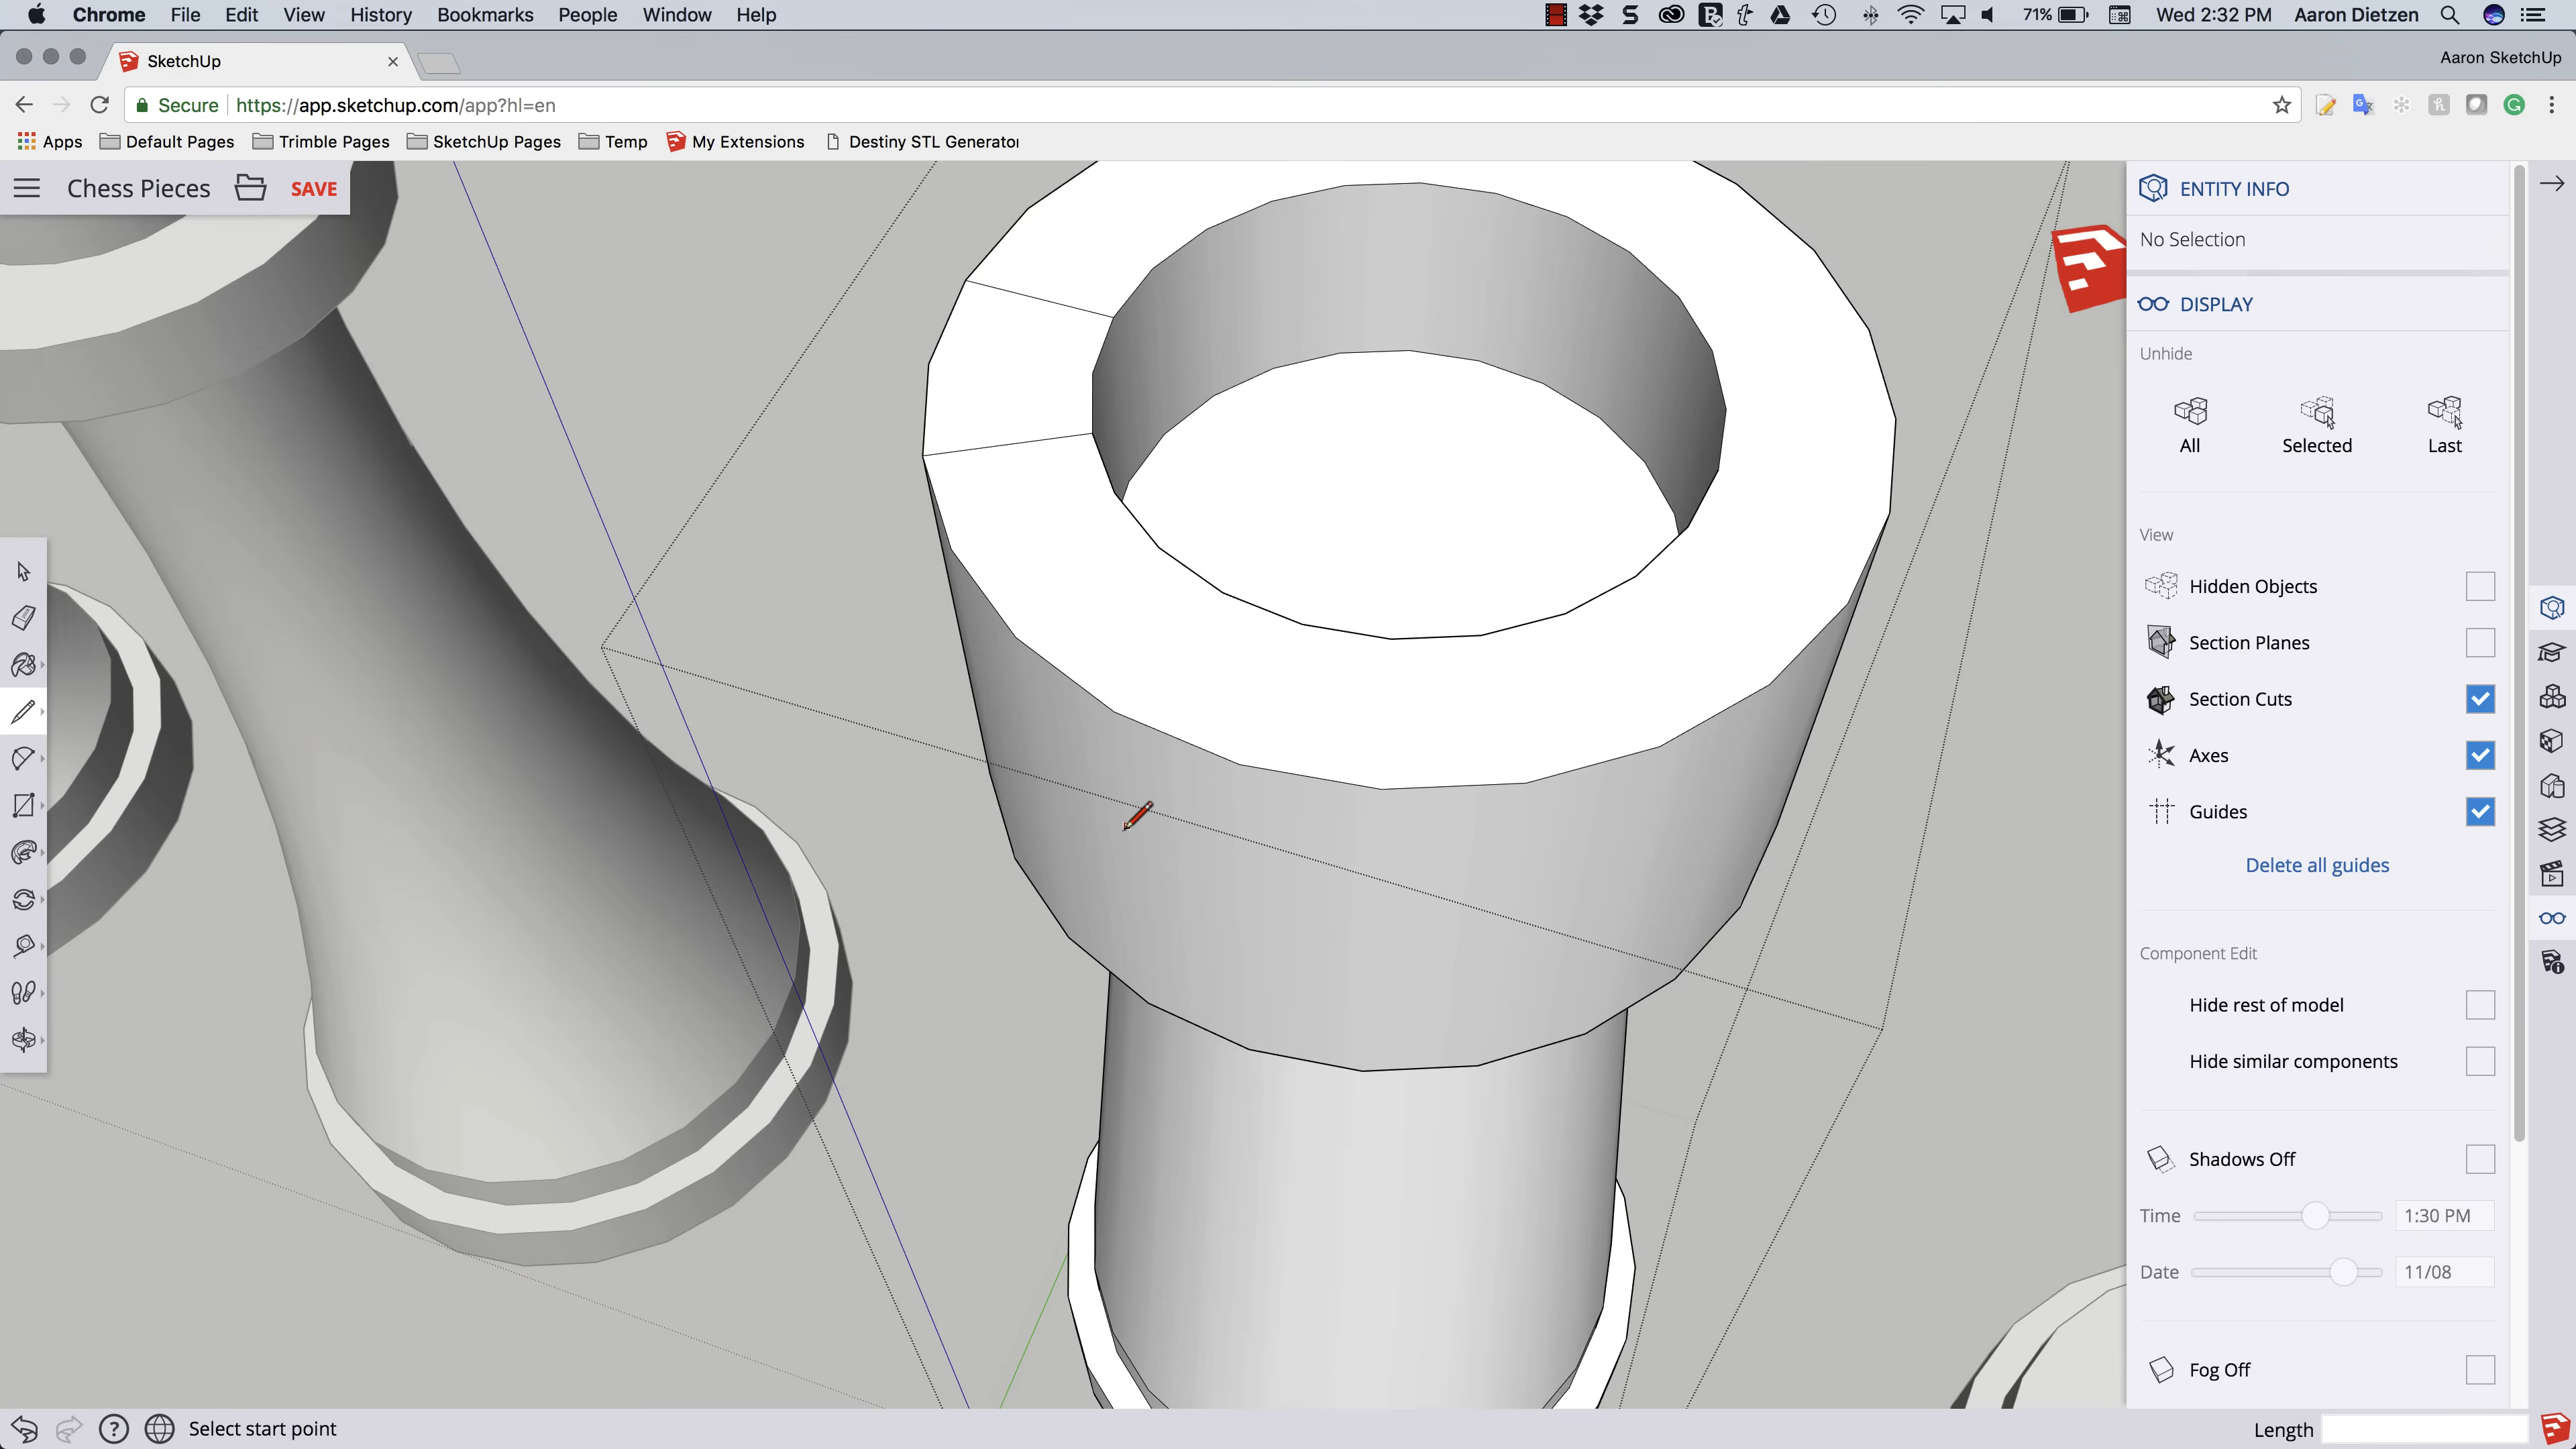 Chrome File Edit View History Bookmarks People Window Help 71% Wed 2:32 PM Aaron Dietzen
SketchUp Aaron SketchUp
Secure https://app.sketchup.com/app?hl=en
Apps Default Pages Trimble Pages SketchUp Pages Temp My Extensions Destiny STL Generator
Chess Pieces SAVE
ENTITY INFO
No Selection
DISPLAY
Unhide
All Selected Last
View
Hidden Objects
Section Planes
Section Cuts
Axes
Guides
Delete all guides
Component Edit
Hide rest of model
Hide similar components
Shadows Off
Time 1:30 PM
Date 11/08
Fog Off
Select start point Length